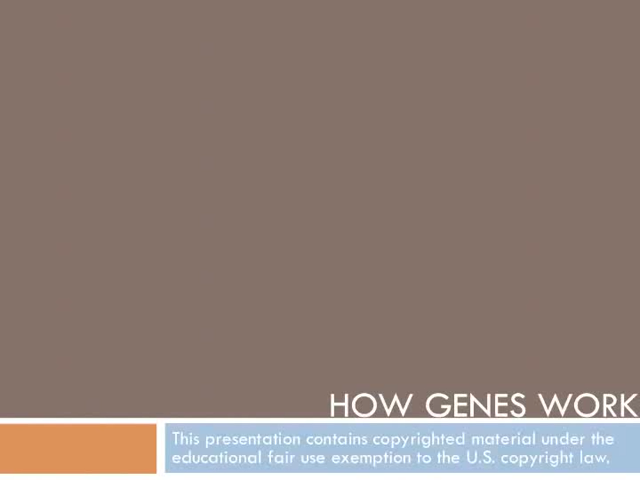 HOW GENES WORK
This presentation contains copyrighted material under the
educational fair use exemption to the U.S. copyright law.